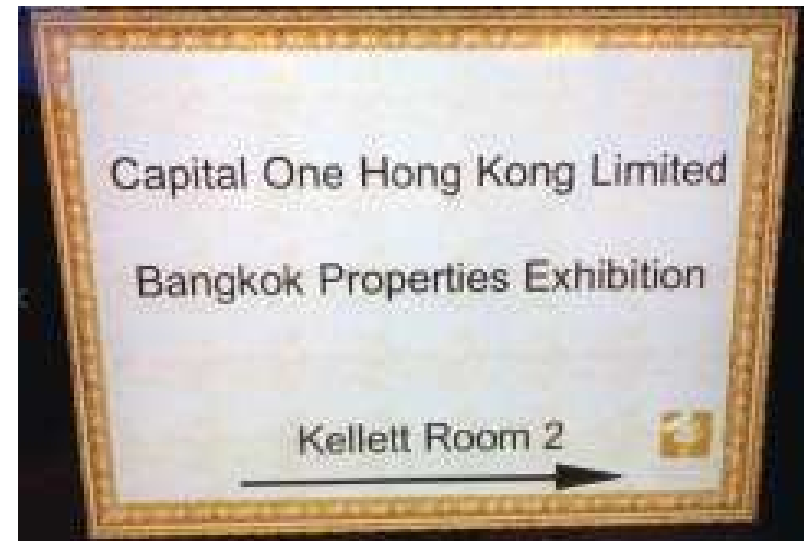 Capital One Hong Kong Limited
Bangkok Properties Exhibition
Kellett Room 2